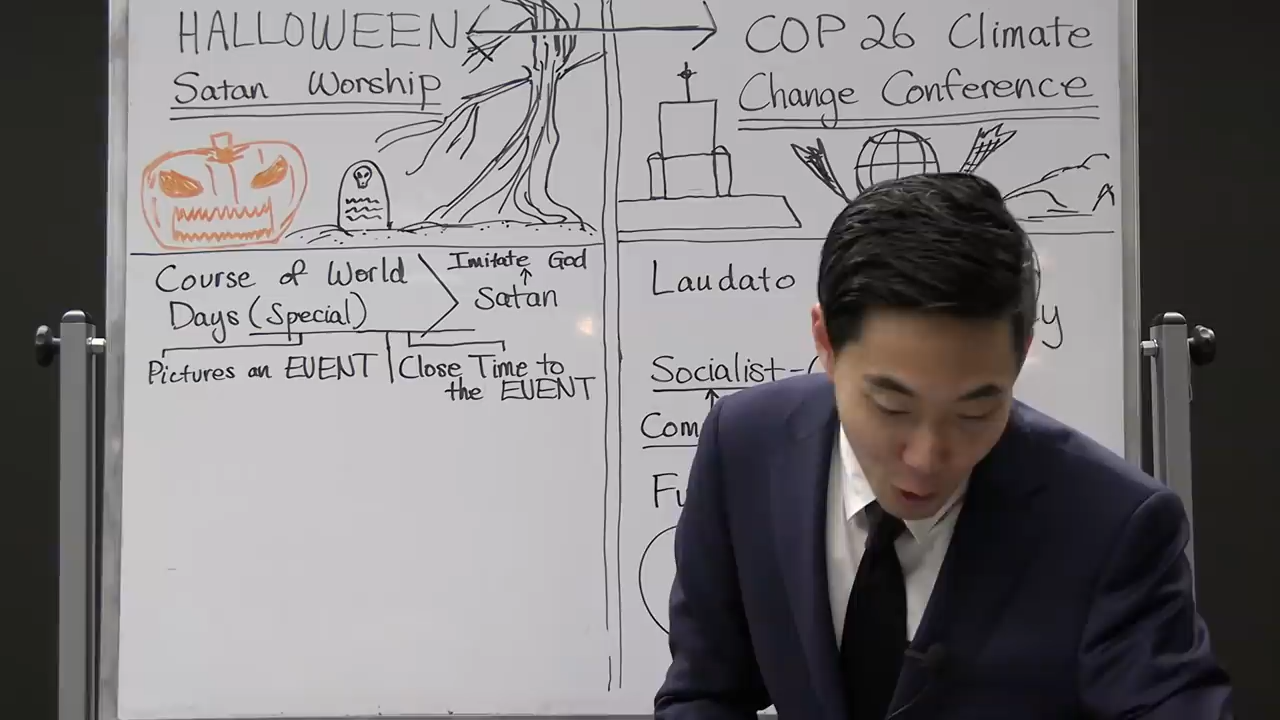 HALLOWEEN
Satan Worship
Course of World
Days (Special)
Imitate God
Satan
Pictures an EVENT
Close Time to
the EVENT
COP 26 Climate
Change Conference
Laudato
Socialist-